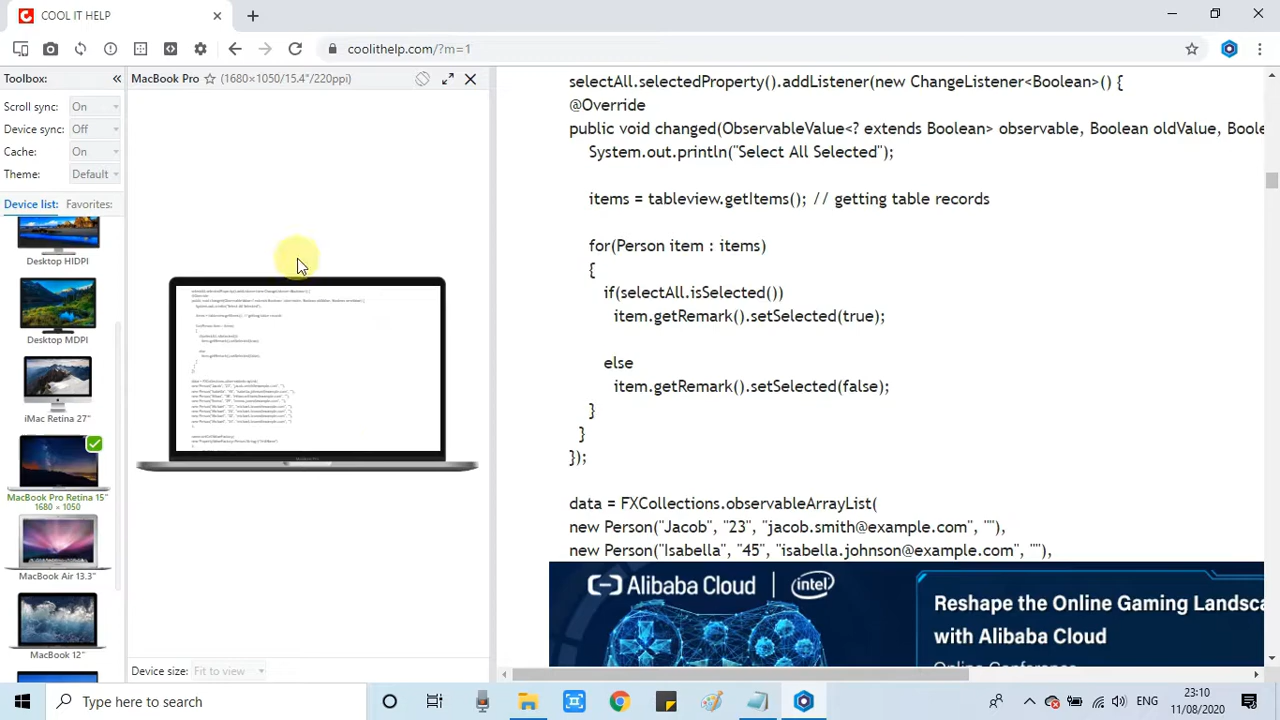 COOL IT HELP
coolithelp.com/?m=1
Toolbox:
MacBook Pro (1680×1050/15.4"/220ppi)
Scroll sync: On
Device sync: Off
Cache: On
Theme: Default
Device list: Favorites:
Desktop HIDPI
Desktop MDPI
iMac Retina 27"
MacBook Pro Retina 15"
1680 × 1050
MacBook Air 13.3"
MacBook 12"
Device size: Fit to view
selectAll.selectedProperty().addListener(new ChangeListener<Boolean>() {
@Override
public void changed(ObservableValue<? extends Boolean> observable, Boolean oldValue, Boole
System.out.println("Select All Selected");
items = tableview.getItems(); // getting table records
for(Person item : items)
{
if(selectAll.isSelected())
item.getRemark().setSelected(true);
else
item.getRemark().setSelected(false);
}
}
});
data = FXCollections.observableArrayList(
new Person("Jacob", "23","jacob.smith@example.com", ""),
new Person("Isabella", "45", "isabella.johnson@example.com", ""),
Alibaba Cloud | intel
Reshape the Online Gaming Landsca
with Alibaba Cloud
Type here to search
ENG
23:10
11/08/2020